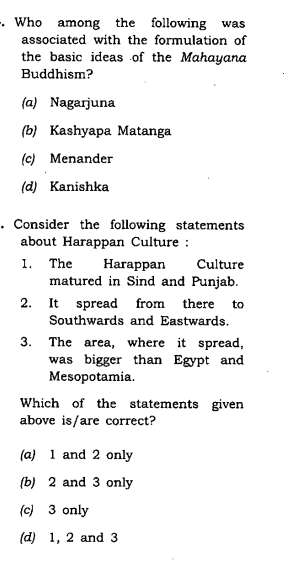 . Who among the following was
associated with the formulation of
the basic ideas of the Mahayana
Buddhism?
(a) Nagarjuna
(b) Kashyapa Matanga
(c) Menander
(d) Kanishka
. Consider the following statements
about Harappan Culture :
1. The Harappan Culture
matured in Sind and Punjab.
2. It spread from there to
Southwards and Eastwards.
3. The area, where it spread,
was bigger than Egypt and
Mesopotamia.
Which of the statements given
above is/are correct?
(a) 1 and 2 only
(b) 2 and 3 only
(c) 3 only
(d) 1, 2 and 3